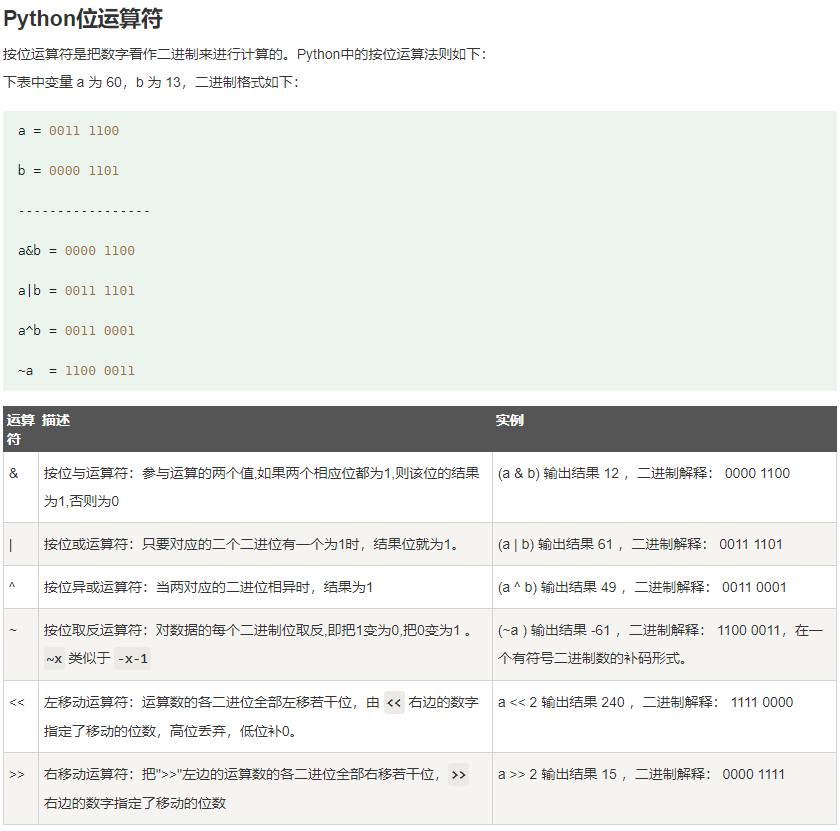 Python位运算符
按位运算符是把数字看作二进制来进行计算的。Python中的按位运算法则如下：
下表中变量 a 为 60，b 为 13，二进制格式如下：
a = 0011 1100
b = 0000 1101
-----------------
a&b = 0000 1100
a|b = 0011 1101
a^b = 0011 0001
~a  = 1100 0011
运算符 描述 实例
& 按位与运算符：参与运算的两个值,如果两个相应位都为1,则该位的结果
为1,否则为0
(a & b) 输出结果 12 ，二进制解释： 0000 1100
| 按位或运算符：只要对应的二个二进位有一个为1时，结果位就为1。
(a | b) 输出结果 61 ，二进制解释： 0011 1101
^ 按位异或运算符：当两对应的二进位相异时，结果为1
(a ^ b) 输出结果 49 ，二进制解释： 0011 0001
~ 按位取反运算符：对数据的每个二进制位取反,即把1变为0,把0变为1 。
~x 类似于 -x-1
(~a ) 输出结果 -61 ，二进制解释： 1100 0011，在一
个有符号二进制数的补码形式。
<< 左移动运算符：运算数的各二进位全部左移若干位，由 << 右边的数字
指定了移动的位数，高位丢弃，低位补0。
a << 2 输出结果 240 ，二进制解释： 1111 0000
>> 右移动运算符：把">>"左边的运算数的各二进位全部右移若干位， >>
右边的数字指定了移动的位数
a >> 2 输出结果 15 ，二进制解释： 0000 1111